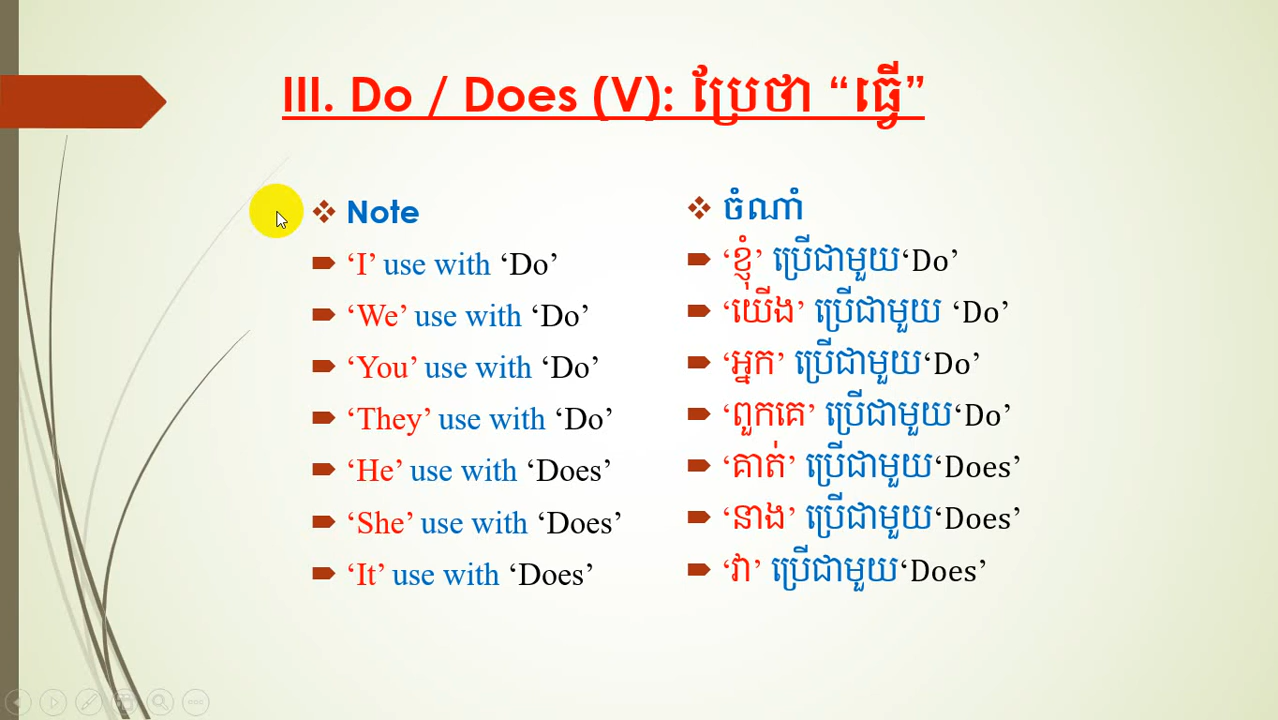 III. Do / Does (V): ប្រែថា “ធ្វើ”
Note
‘I’ use with ‘Do’
‘We’ use with ‘Do’
‘You’ use with ‘Do’
‘They’ use with ‘Do’
‘He’ use with ‘Does’
‘She’ use with ‘Does’
‘It’ use with ‘Does’
ចំណាំ
‘ខ្ញុំ’ ប្រើជាមួយ‘Do’
‘យើង’ ប្រើជាមួយ ‘Do’
‘អ្នក’ ប្រើជាមួយ‘Do’
‘ពួកគេ’ ប្រើជាមួយ‘Do’
‘គាត់’ ប្រើជាមួយ‘Does’
‘នាង’ ប្រើជាមួយ‘Does’
‘វា’ ប្រើជាមួយ‘Does’